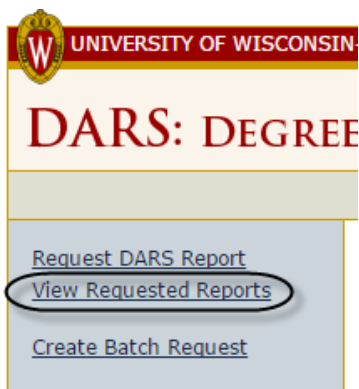 W
UNIVERSITY OF WISCONSIN-
DARS: DEGREE
Request DARS Report
View Requested Reports
Create Batch Request